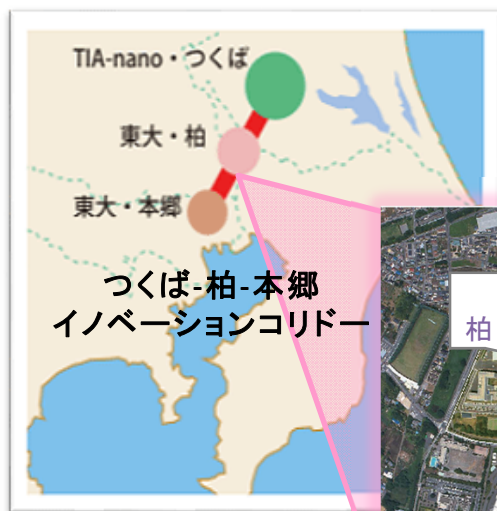 TIA-nano・つくば
東大・柏
東大・本郷
つくば-柏-本郷
イノベーションコリドー
柏